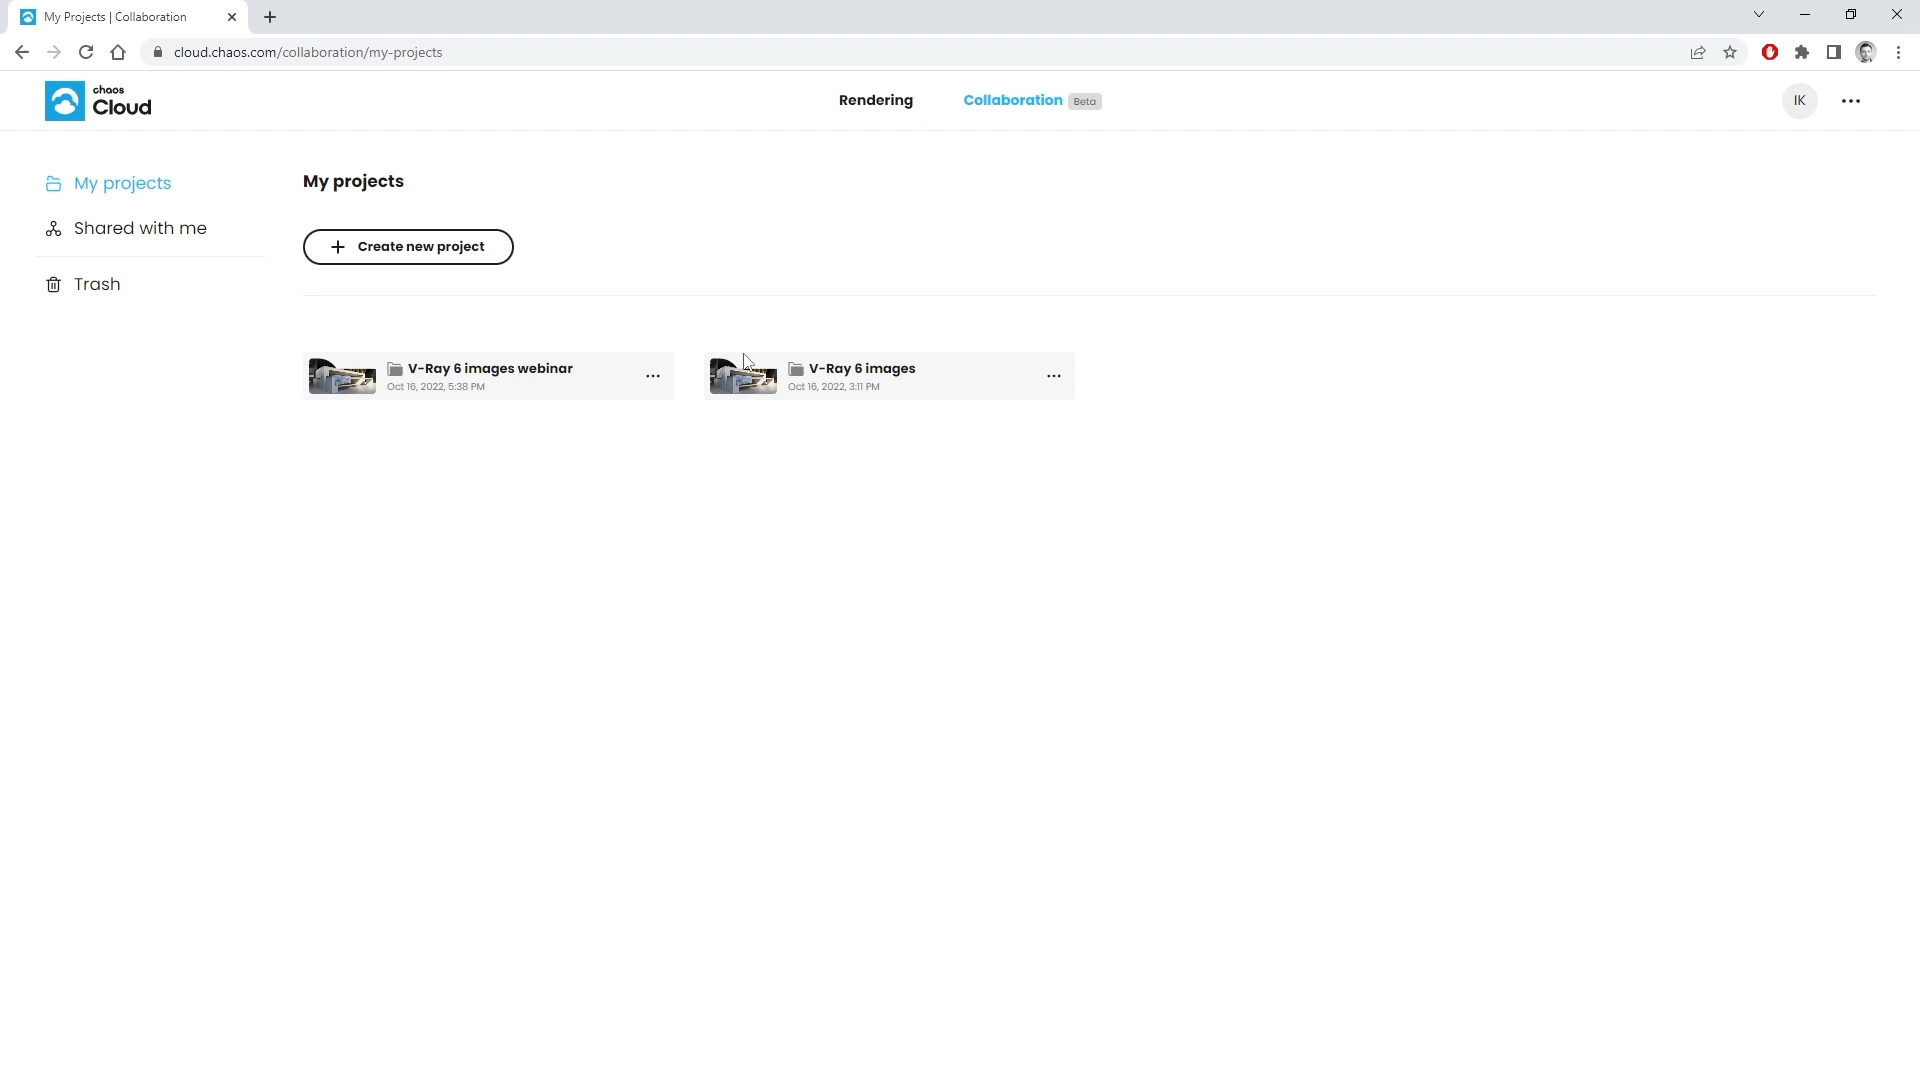 My Projects | Collaboration
cloud.chaos.com/collaboration/my-projects
chaos
Cloud
Rendering
Collaboration Beta
IK
My projects
Shared with me
Trash
My projects
Create new project
V-Ray 6 images webinar
Oct 16, 2022, 5:38 PM
V-Ray 6 images
Oct 16, 2022, 3:11 PM